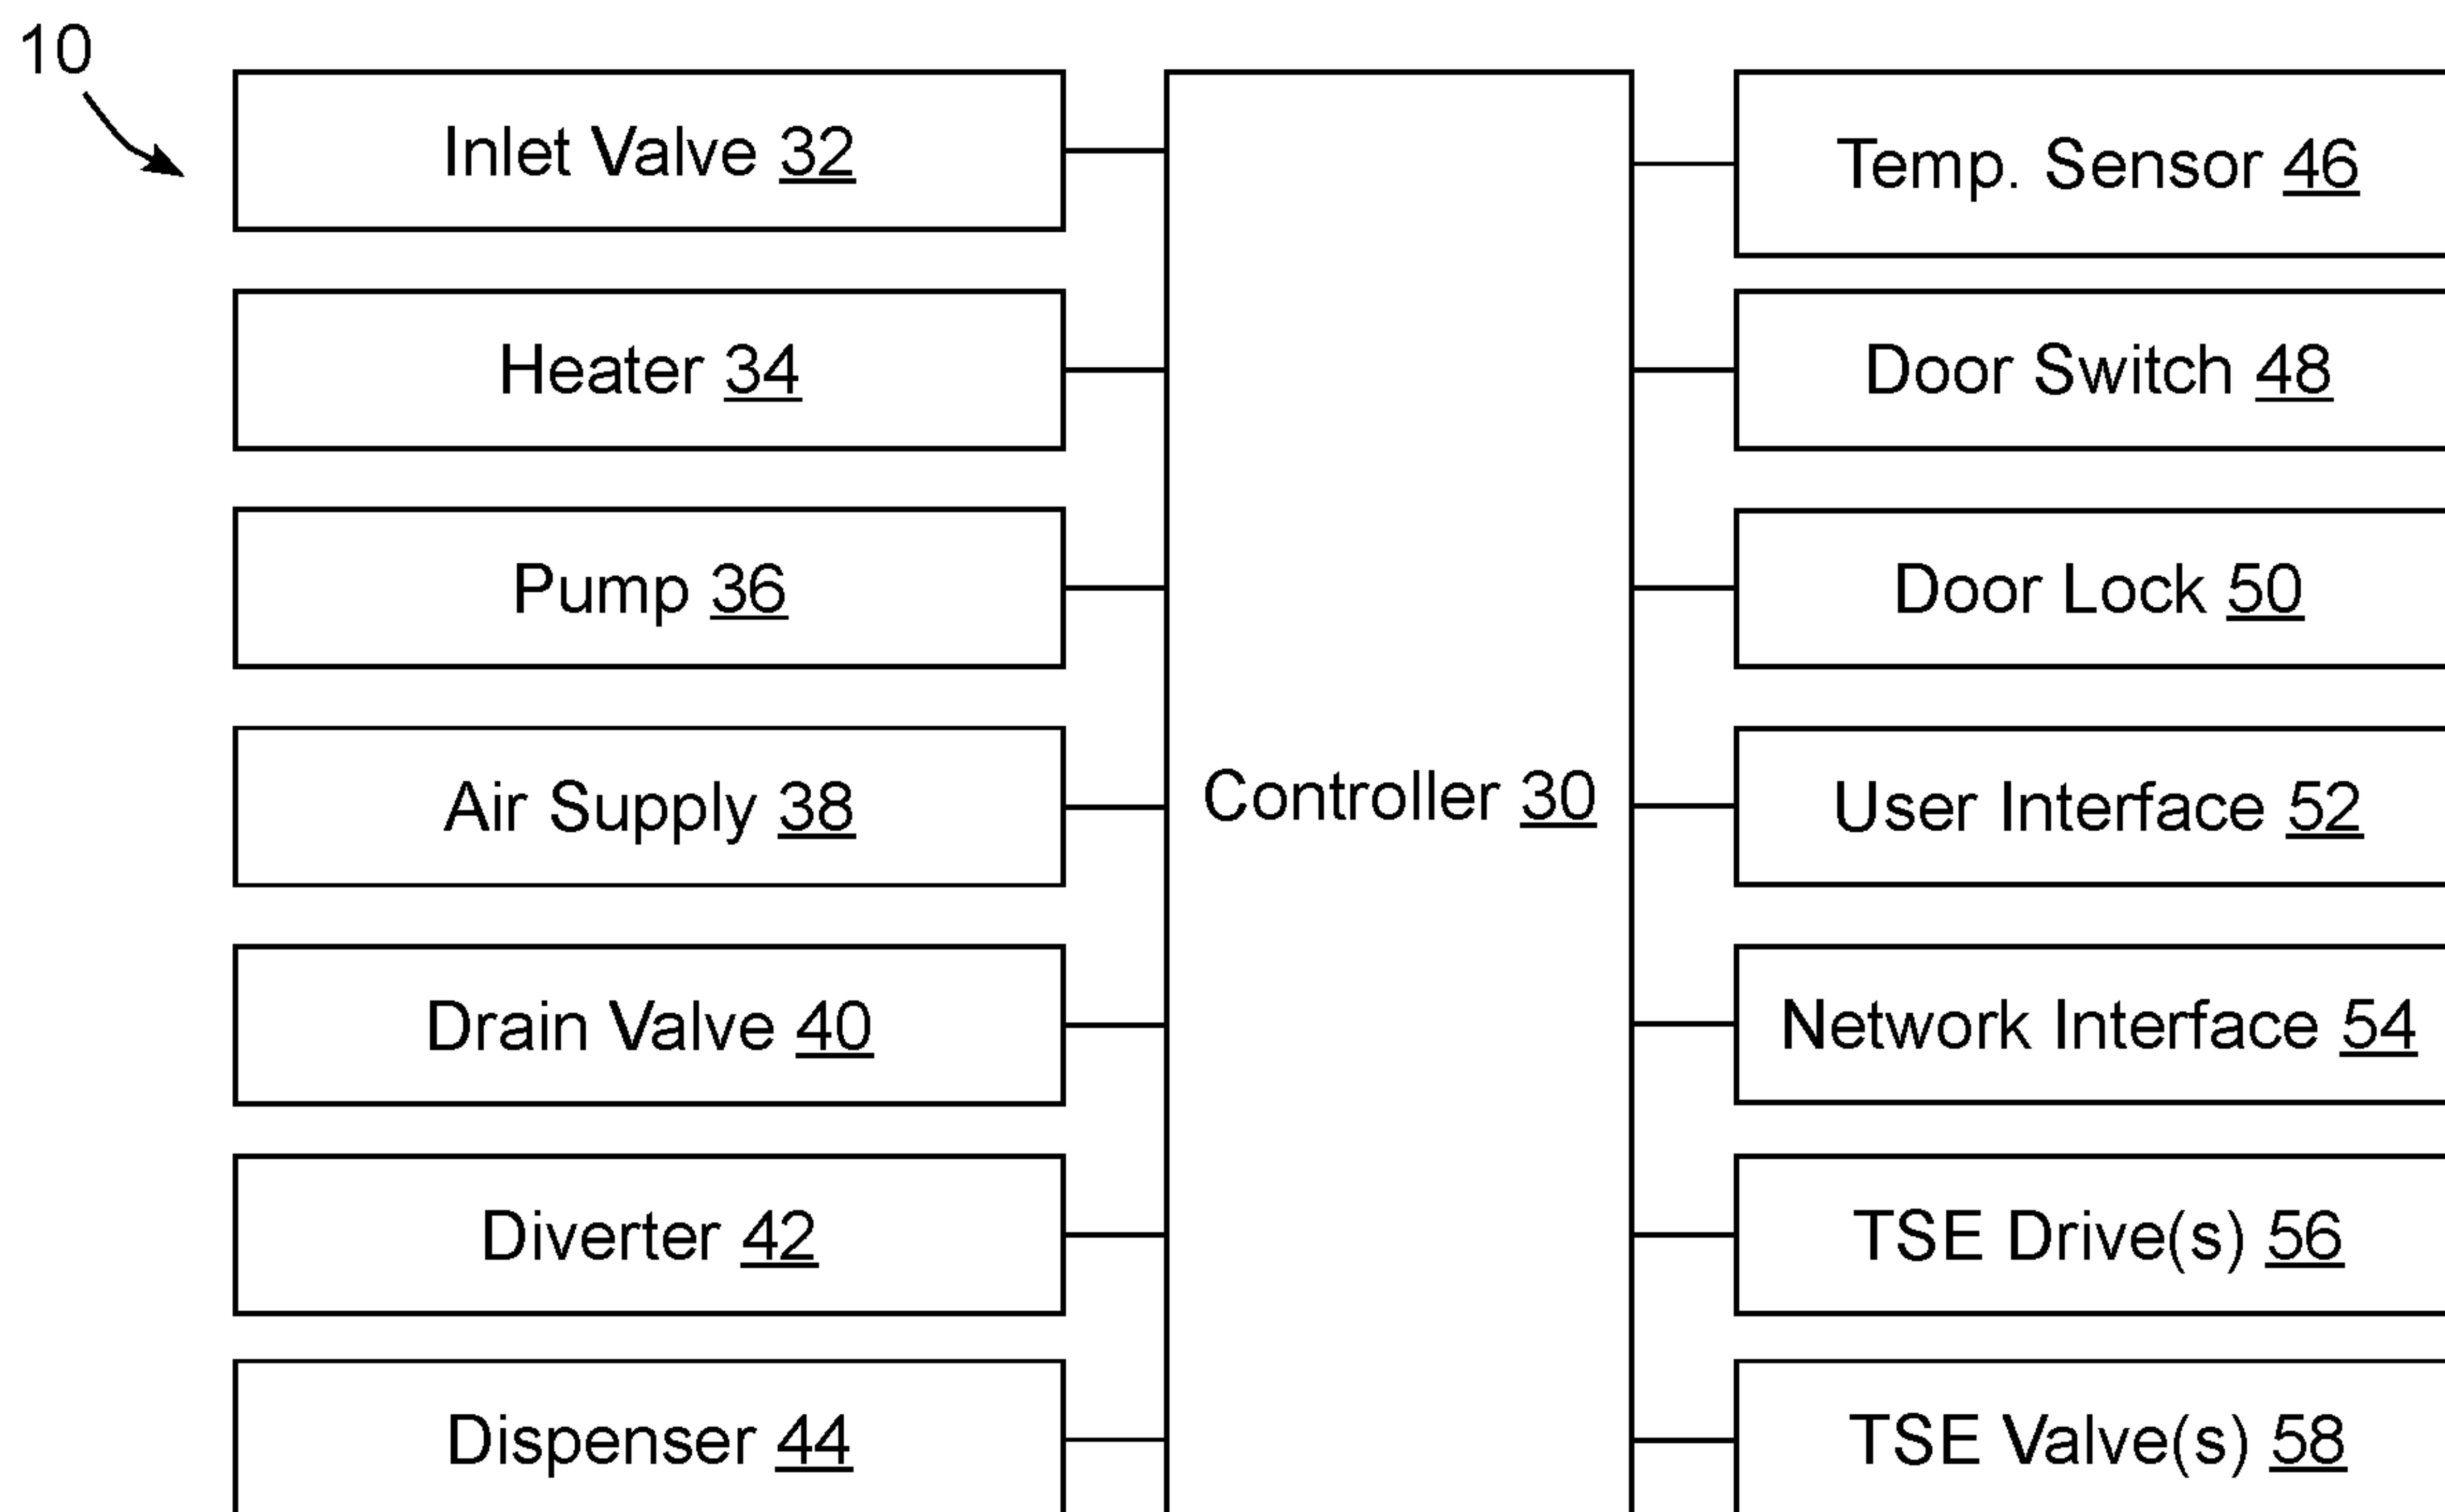 10
Inlet Valve 32
Heater 34
Pump 36
Air Supply 38
Drain Valve 40
Diverter 42
Dispenser 44
Controller 30
Temp. Sensor 46
Door Switch 48
Door Lock 50
User Interface 52
Network Interface 54
TSE Drive(s) 56
TSE Valve(s) 58